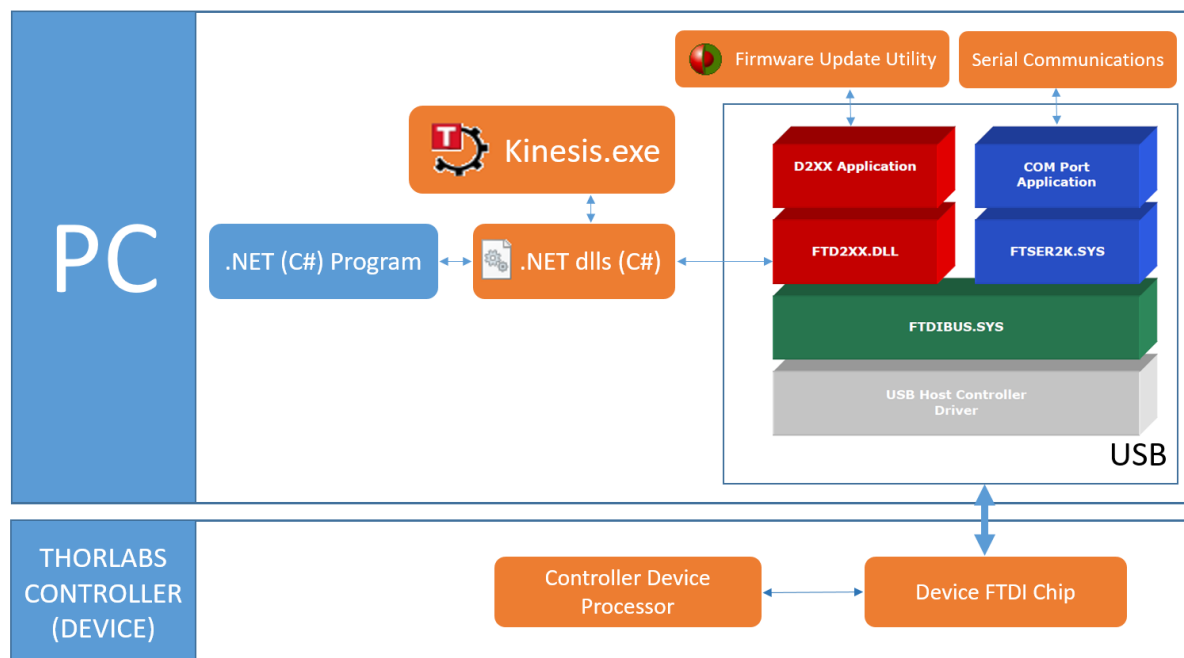 PC
Firmware Update Utility
Serial Communications
T
Kinesis.exe
D2XX Application
COM Port
Application
.NET (C#) Program
.NET dlls (C#)
FTD2XX.DLL
FTSER2K.SYS
FTDIBUS.SYS
USB Host Controller
Driver
USB
THORLABS
CONTROLLER
(DEVICE)
Controller Device
Processor
Device FTDI Chip